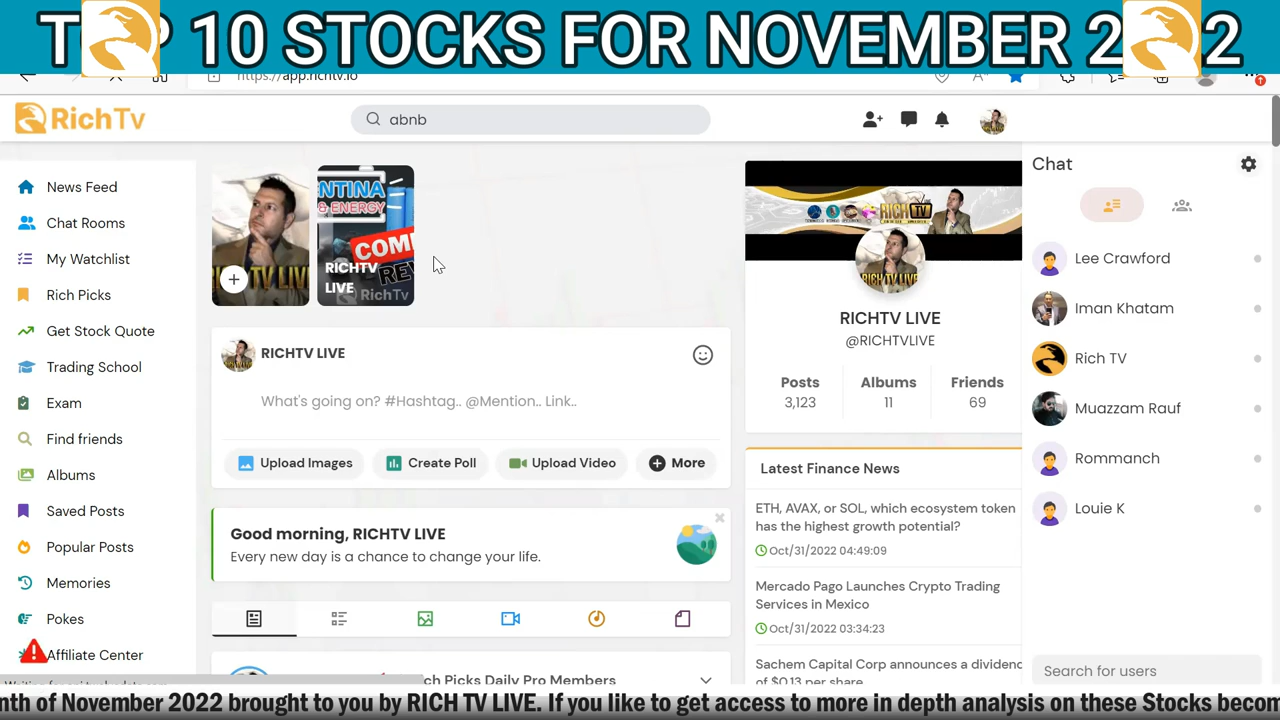 TOP 10 STOCKS FOR NOVEMBER 2022
https://app.richtv.io
RichTv
abnb
News Feed
Chat Rooms
My Watchlist
Rich Picks
Get Stock Quote
Trading School
Exam
Find friends
Albums
Saved Posts
Popular Posts
Memories
Pokes
Affiliate Center
RICHTV
LIVE
RichTv
RICHTV LIVE
What's going on? #Hashtag.. @Mention.. Link..
Upload Images
Create Poll
Upload Video
More
Good morning, RICHTV LIVE
Every new day is a chance to change your life.
Picks Daily Pro Members
RICH TV
RICHTV LIVE
@RICHTVLIVE
Posts Albums Friends
3,123 11 69
Latest Finance News
ETH, AVAX, or SOL, which ecosystem token
has the highest growth potential?
Oct/31/2022 04:49:09
Mercado Pago Launches Crypto Trading
Services in Mexico
Oct/31/2022 03:34:23
Sachem Capital Corp announces a dividend
of $0.13 per share
Chat
Lee Crawford
Iman Khatam
Rich TV
Muazzam Rauf
Rommanch
Louie K
Search for users
nth of November 2022 brought to you by RICH TV LIVE. If you like to get access to more in depth analysis on these Stocks becom